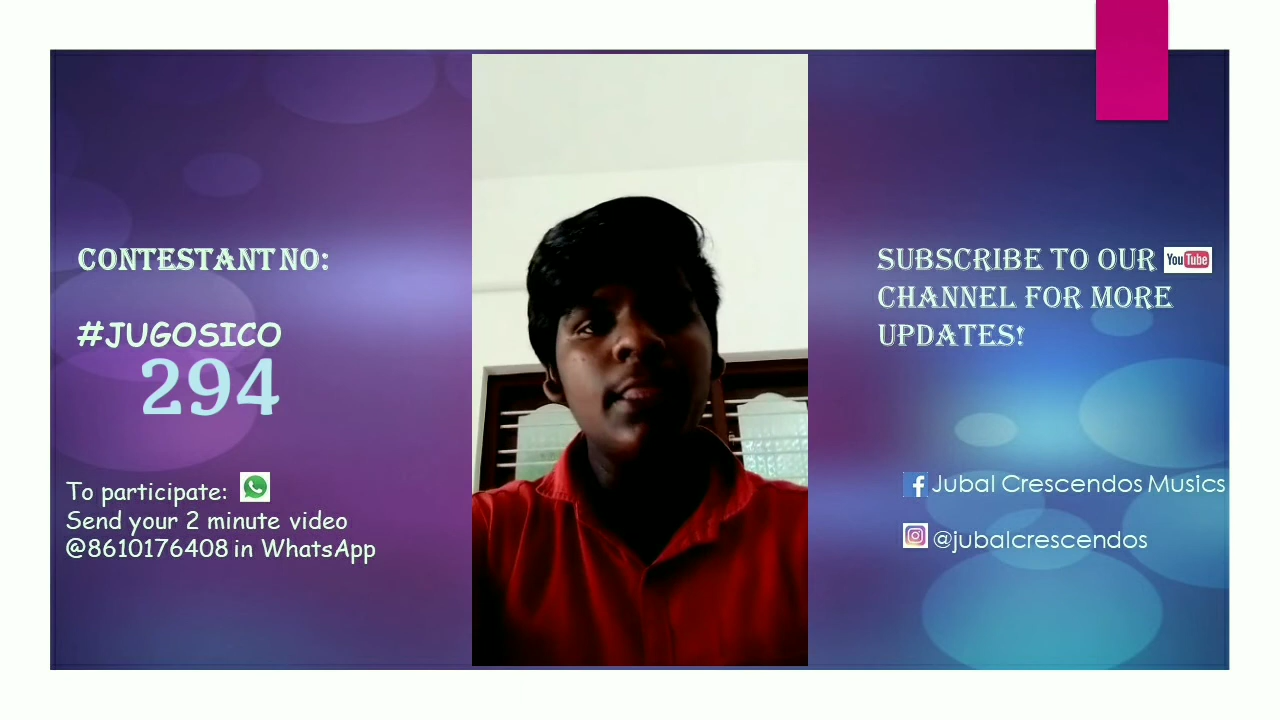 CONTESTANT NO:
#JUGOSICO
294
To participate:
Send your 2 minute video
@8610176408 in WhatsApp
SUBSCRIBE TO OUR YouTube
CHANNEL FOR MORE
UPDATES!
f Jubal Crescendos Musics
@jubalcrescendos